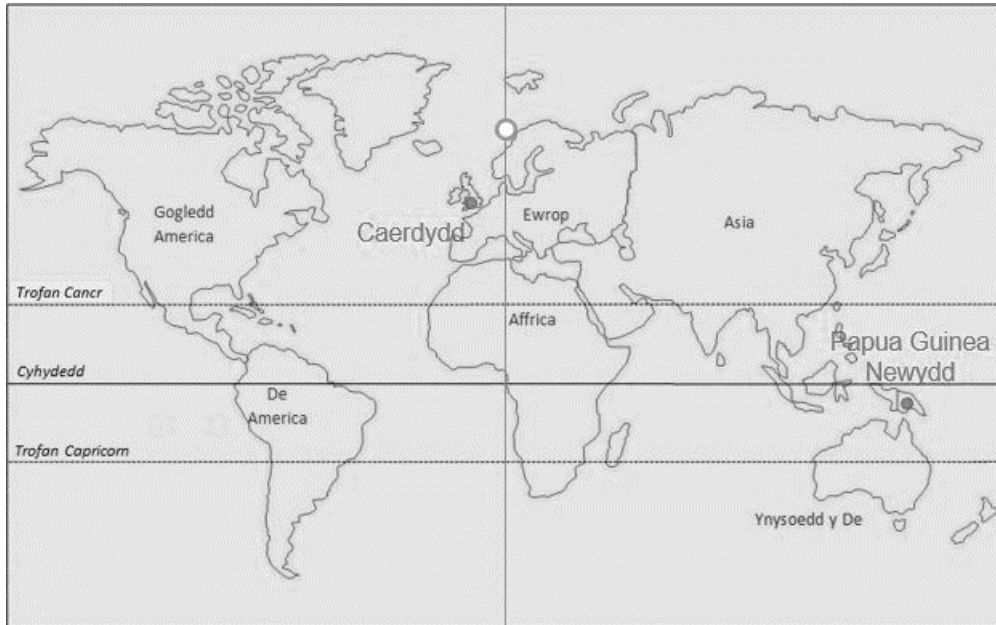 Gogledd
America
Caerdydd
Ewrop
Asia
Trofan Cancr
Affrica
Papua Guinea
Newydd
Cyhydedd
De
America
Trofan Capricorn
Ynysoedd y De